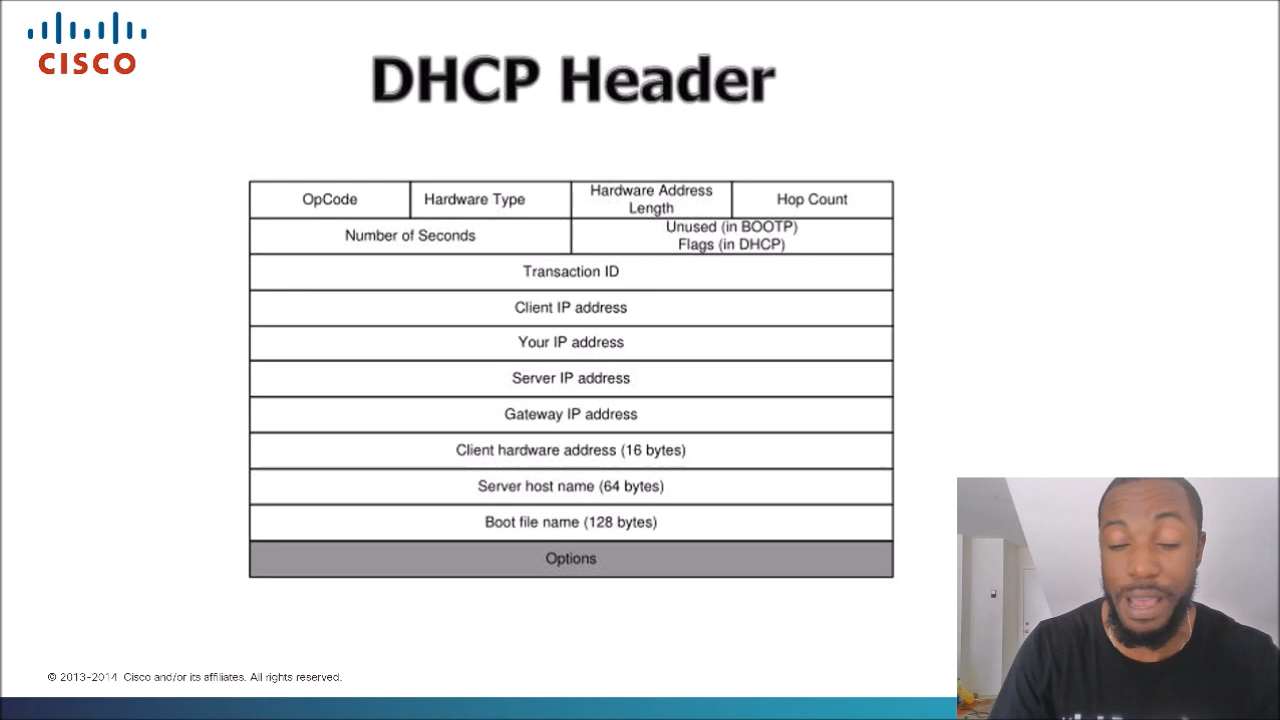 CISCO
DHCP Header
OpCode
Hardware Type
Hardware Address
Length
Hop Count
Number of Seconds
Unused (in BOOTP)
Flags (in DHCP)
Transaction ID
Client IP address
Your IP address
Server IP address
Gateway IP address
Client hardware address (16 bytes)
Server host name (64 bytes)
Boot file name (128 bytes)
Options
© 2013-2014 Cisco and/or its affiliates. All rights reserved.